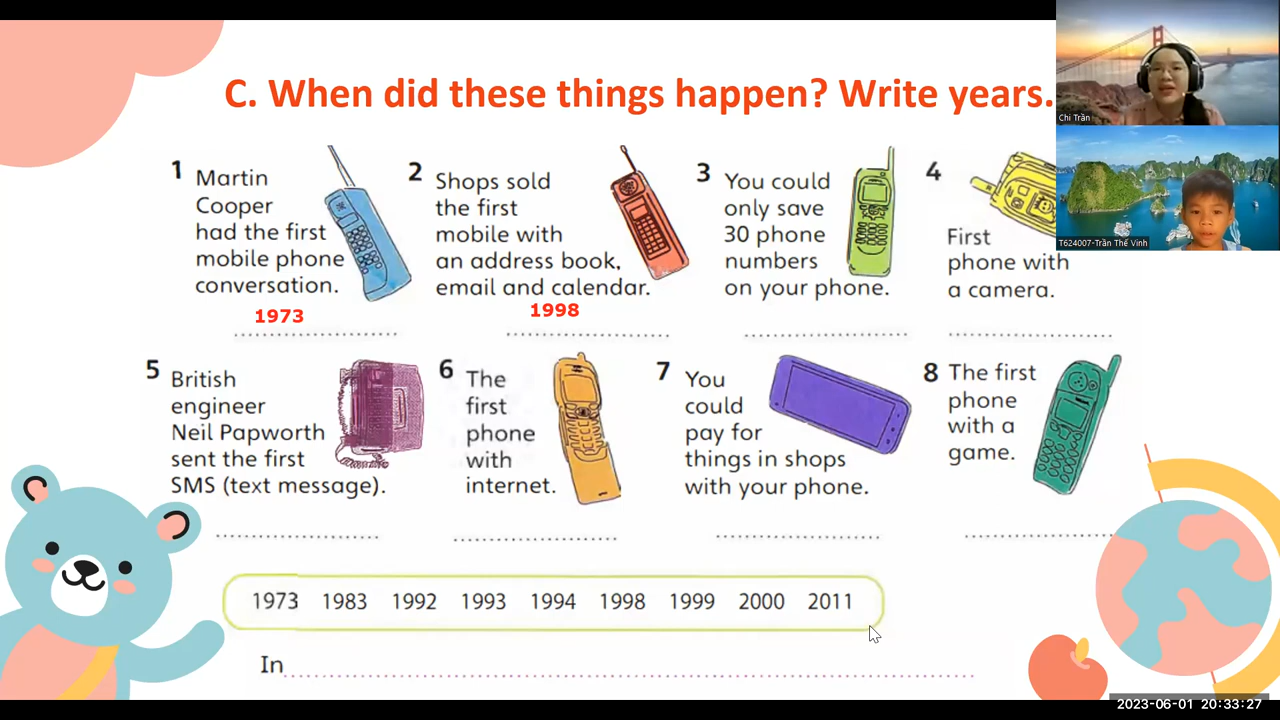 C. When did these things happen? Write years.
Chi Trần
T624007-Trần Thế Vinh
1
Martin
Cooper
had the first
mobile phone
conversation.
1973
2
Shops sold
the first
mobile with
an address book,
email and calendar.
1998
3
You could
only save
30 phone
numbers
on your phone.
4
First
phone with
a camera.
5
British
engineer
Neil Papworth
sent the first
SMS (text message).
6
The
first
phone
with
internet.
7
You
could
pay for
things in shops
with your phone.
8
The first
phone
with a
game.
1973 1983 1992 1993 1994 1998 1999 2000 2011
In
2023-06-01 20:33:27